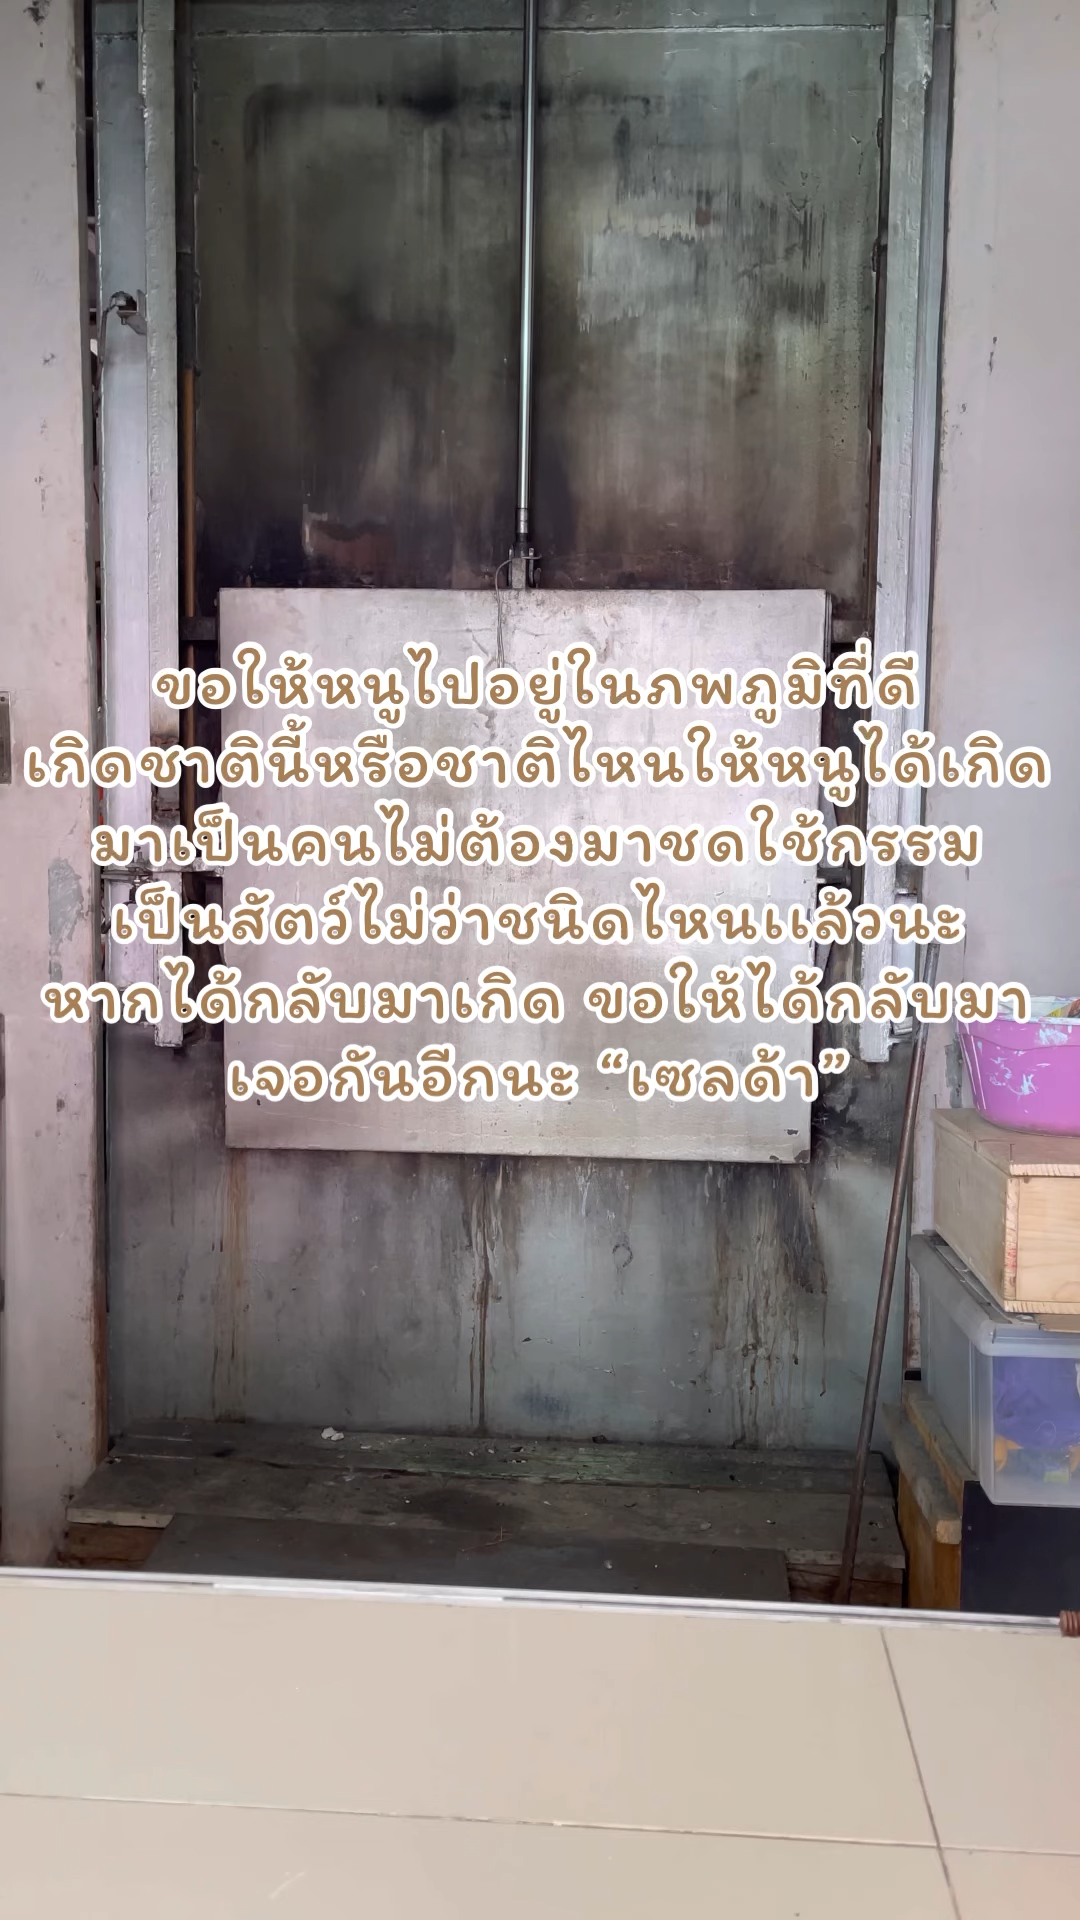 ขอให้หนูไปอยู่ในภพภูมิที่ดี
เกิดชาตินี้หรือชาติไหนให้หนูได้เกิด
มาเป็นคนไม่ต้องมาชดใช้กรรม
เป็นสัตว์ไม่ว่าชนิดไหนแล้วนะ
หากได้กลับมาเกิด ขอให้ได้กลับมา
เจอกันอีกนะ “เซลด้า”